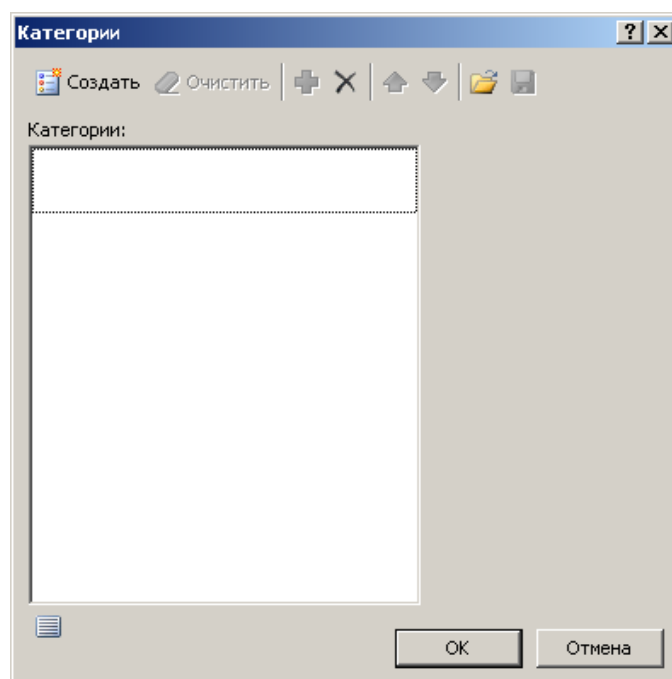 Категории
Создать Очистить
Категории:
OK Отмена